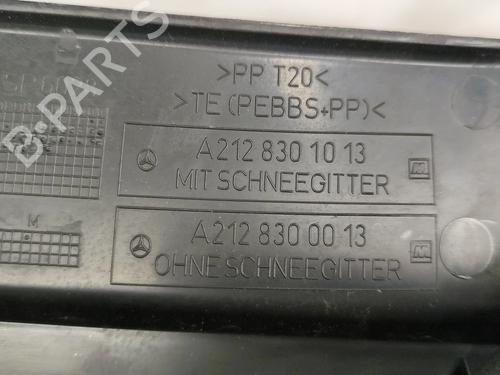 B-PARTS
>PP T20<
>TE (PEBBS+PP)<
A 212 830 10 13
MIT SCHNEEGITTER
M
A 212 830 00 13
OHNE SCHNEEGITTER
M
M